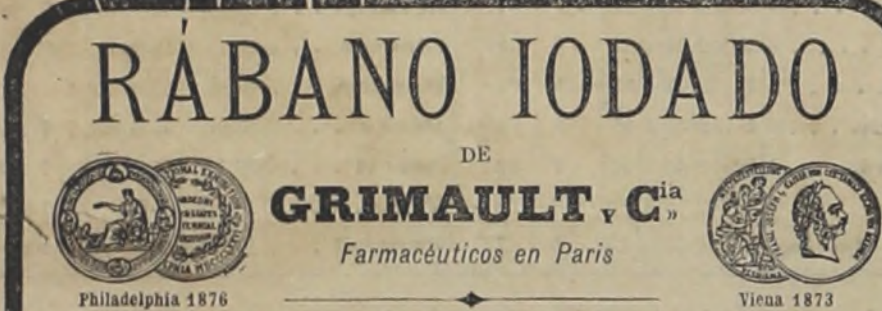 RÁBANO IODADO
DE
GRIMAULT Y Cia »
Farmacéuticos en Paris
Philadelphia 1876
Viena 1873